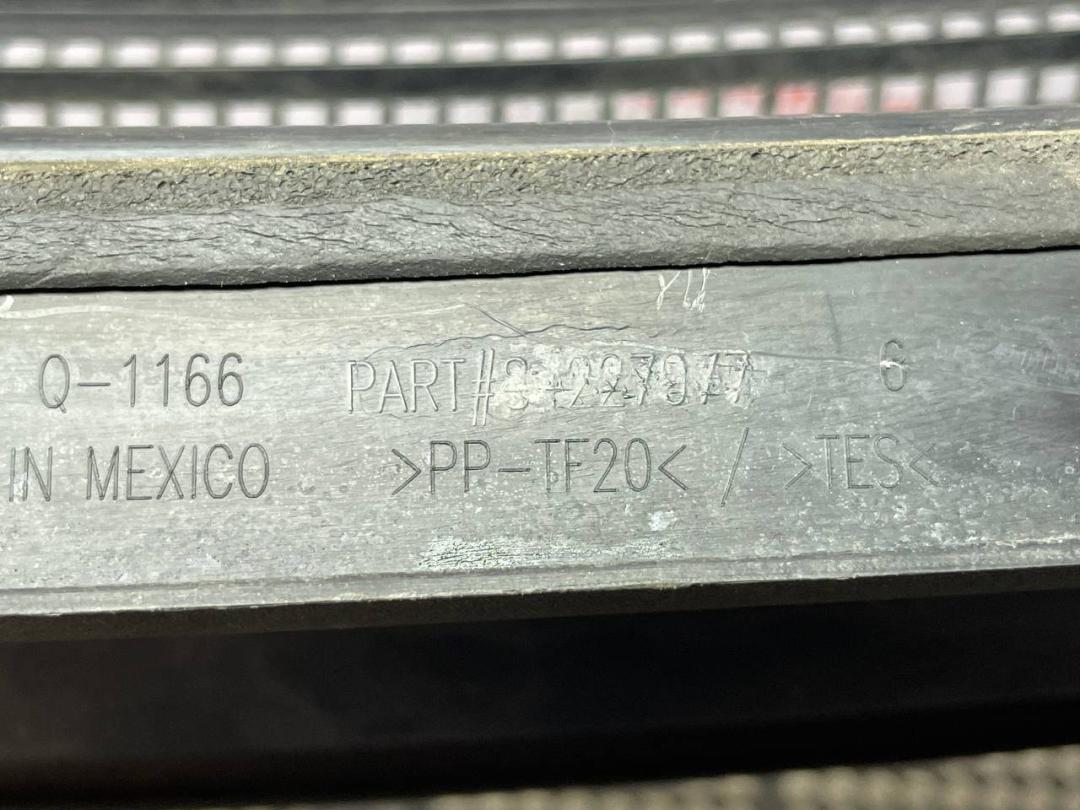 Q-1166 PART# 6
IN MEXICO >PP-TF20< / >TES<